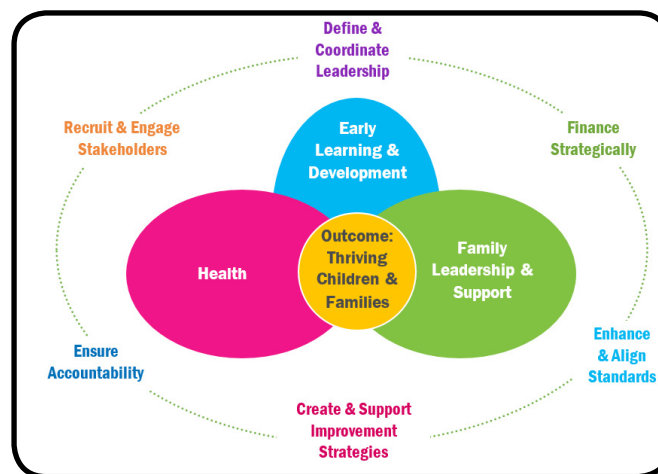 Define &
Coordinate
Leadership
Recruit & Engage
Stakeholders
Finance
Strategically
Early
Learning &
Development
Health
Outcome:
Thriving
Children &
Families
Family
Leadership &
Support
Ensure
Accountability
Enhance
& Align
Standards
Create & Support
Improvement
Strategies